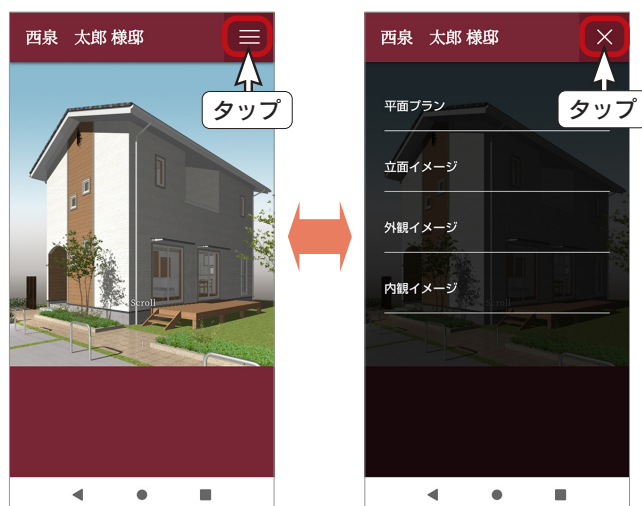 西泉　太郎 様邸
タップ
Scroll
西泉　太郎 様邸
タップ
平面プラン
立面イメージ
外観イメージ
内観イメージ
Scroll